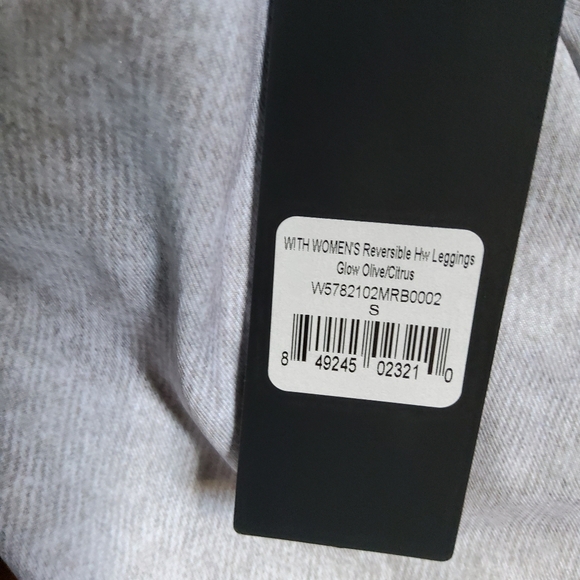 WITH WOMEN'S Reversible Hw Leggings
Glow Olive/Citrus
W5782102MRB0002
S
8 49245 02321 0